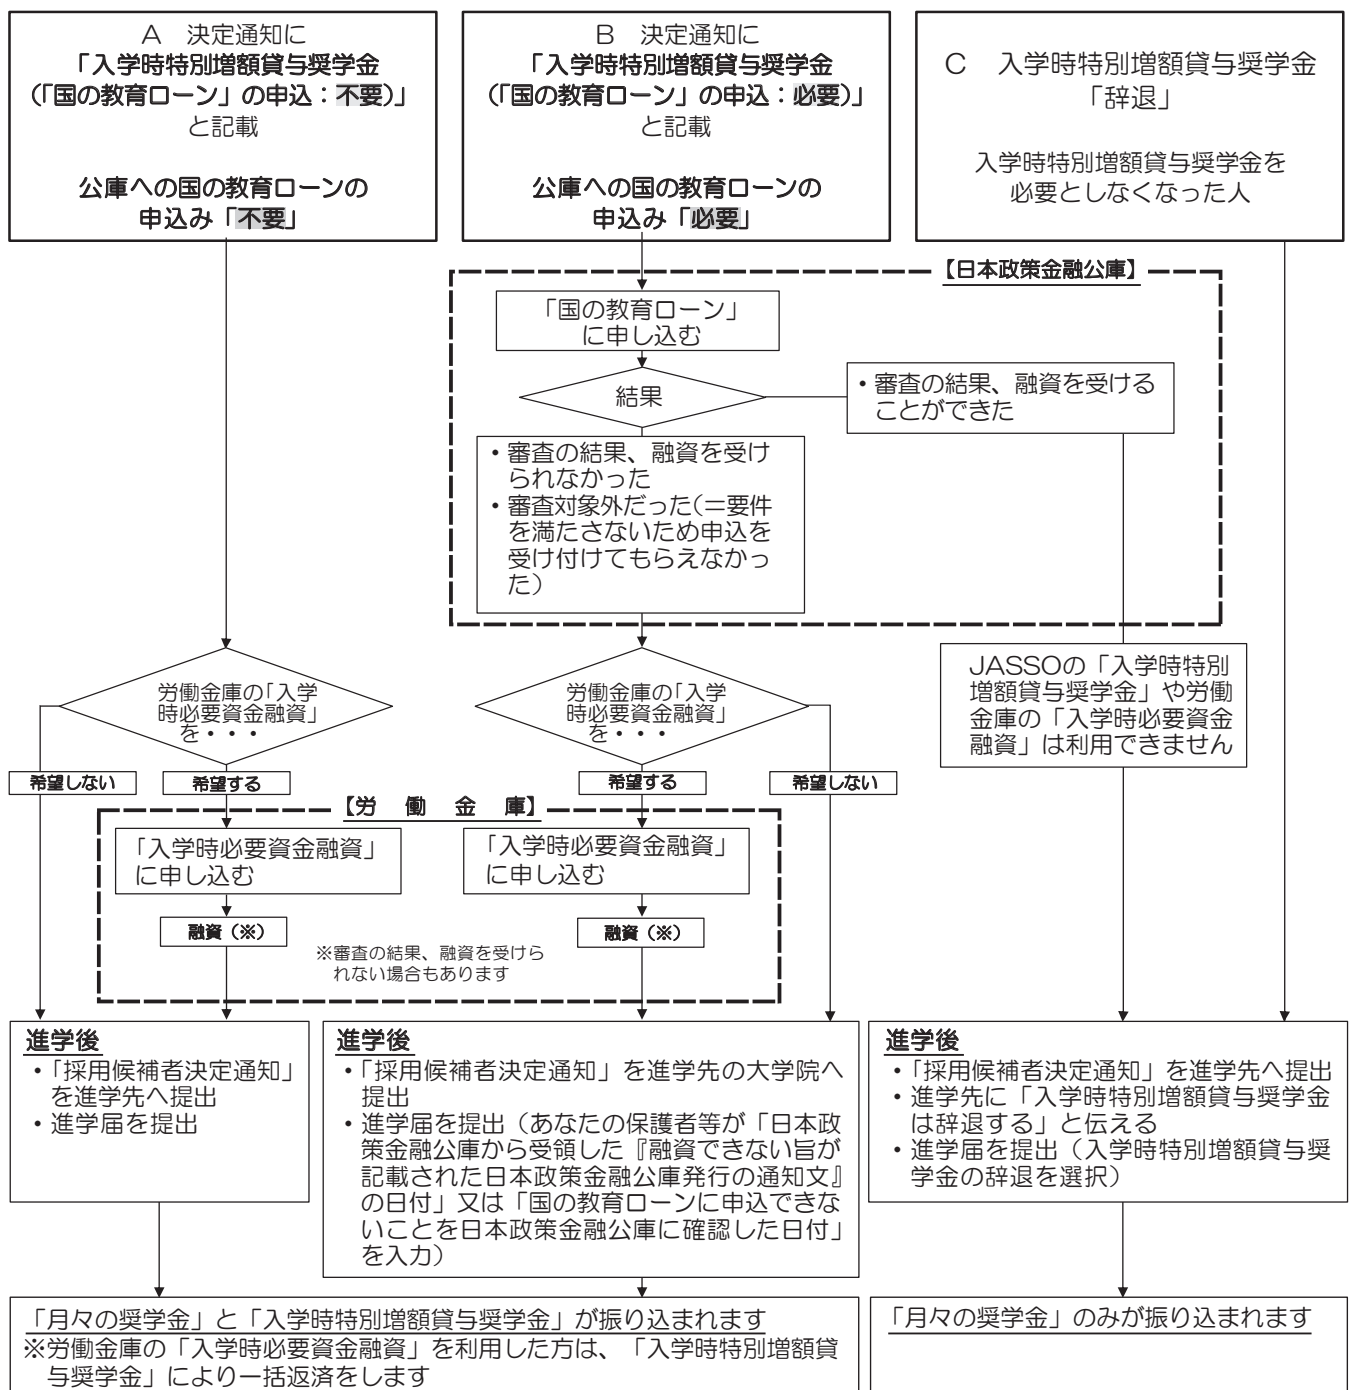 A 決定通知に
「入学時特別増額貸与奨学金
（「国の教育ローン」の申込：不要）」
と記載
公庫への国の教育ローンの
申込み「不要」
B 決定通知に
「入学時特別増額貸与奨学金
（「国の教育ローン」の申込：必要）」
と記載
公庫への国の教育ローンの
申込み「必要」
C 入学時特別増額貸与奨学金
「辞退」
入学時特別増額貸与奨学金を
必要としなくなった人
【日本政策金融公庫】
「国の教育ローン」
に申し込む
結果
・審査の結果、融資を受ける
ことができた
・審査の結果、融資を受け
られなかった
・審査対象外だった（＝要件
を満たさないため申込を
受け付けてもらえなかっ
た）
労働金庫の「入学
時必要資金融資」
を・・・
労働金庫の「入学
時必要資金融資」
を・・・
JASSOの「入学時特別
増額貸与奨学金」や労働
金庫の「入学時必要資金
融資」は利用できません
希望しない
希望する
希望する
希望しない
【労働金庫】
「入学時必要資金融資」
に申し込む
「入学時必要資金融資」
に申し込む
融資（※）
融資（※）
※審査の結果、融資を受けら
れない場合もあります
進学後
・「採用候補者決定通知」
を進学先へ提出
・進学届を提出
進学後
・「採用候補者決定通知」を進学先の大学院へ
提出
・進学届を提出（あなたの保護者等が「日本政
策金融公庫から受領した『融資できない旨が
記載された日本政策金融公庫発行の通知文』
の日付」又は「国の教育ローンに申込できな
いことを日本政策金融公庫に確認した日付」
を入力）
進学後
・「採用候補者決定通知」を進学先へ提出
・進学先に「入学時特別増額貸与奨学金
は辞退する」と伝える
・進学届を提出（入学時特別増額貸与奨
学金の辞退を選択）
「月々の奨学金」と「入学時特別増額貸与奨学金」が振り込まれます
※労働金庫の「入学時必要資金融資」を利用した方は、「入学時特別増額貸
与奨学金」により一括返済をします
「月々の奨学金」のみが振り込まれます